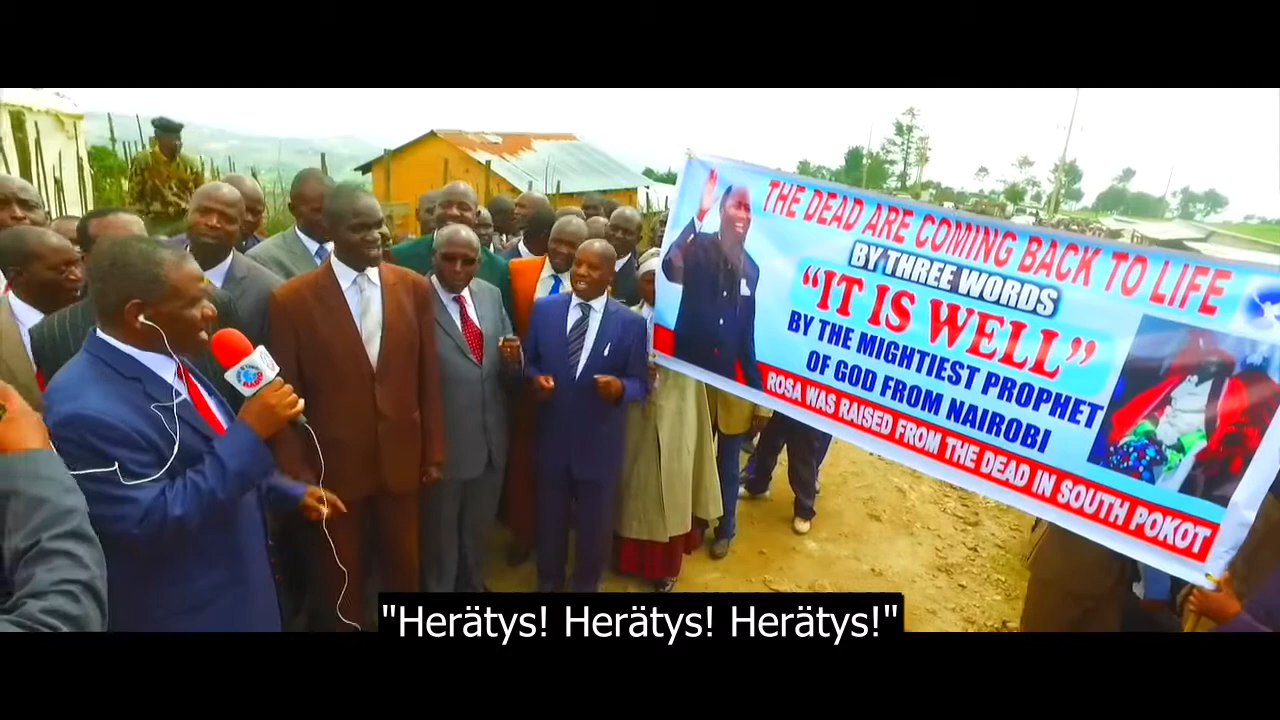 THE DEAD ARE COMING BACK TO LIFE
BY THREE WORDS
“IT IS WELL”
BY THE MIGHTIEST PROPHET
OF GOD FROM NAIROBI
ROSA WAS RAISED FROM THE DEAD IN SOUTH POKOT
RADIO
"Herätys! Herätys! Herätys!"